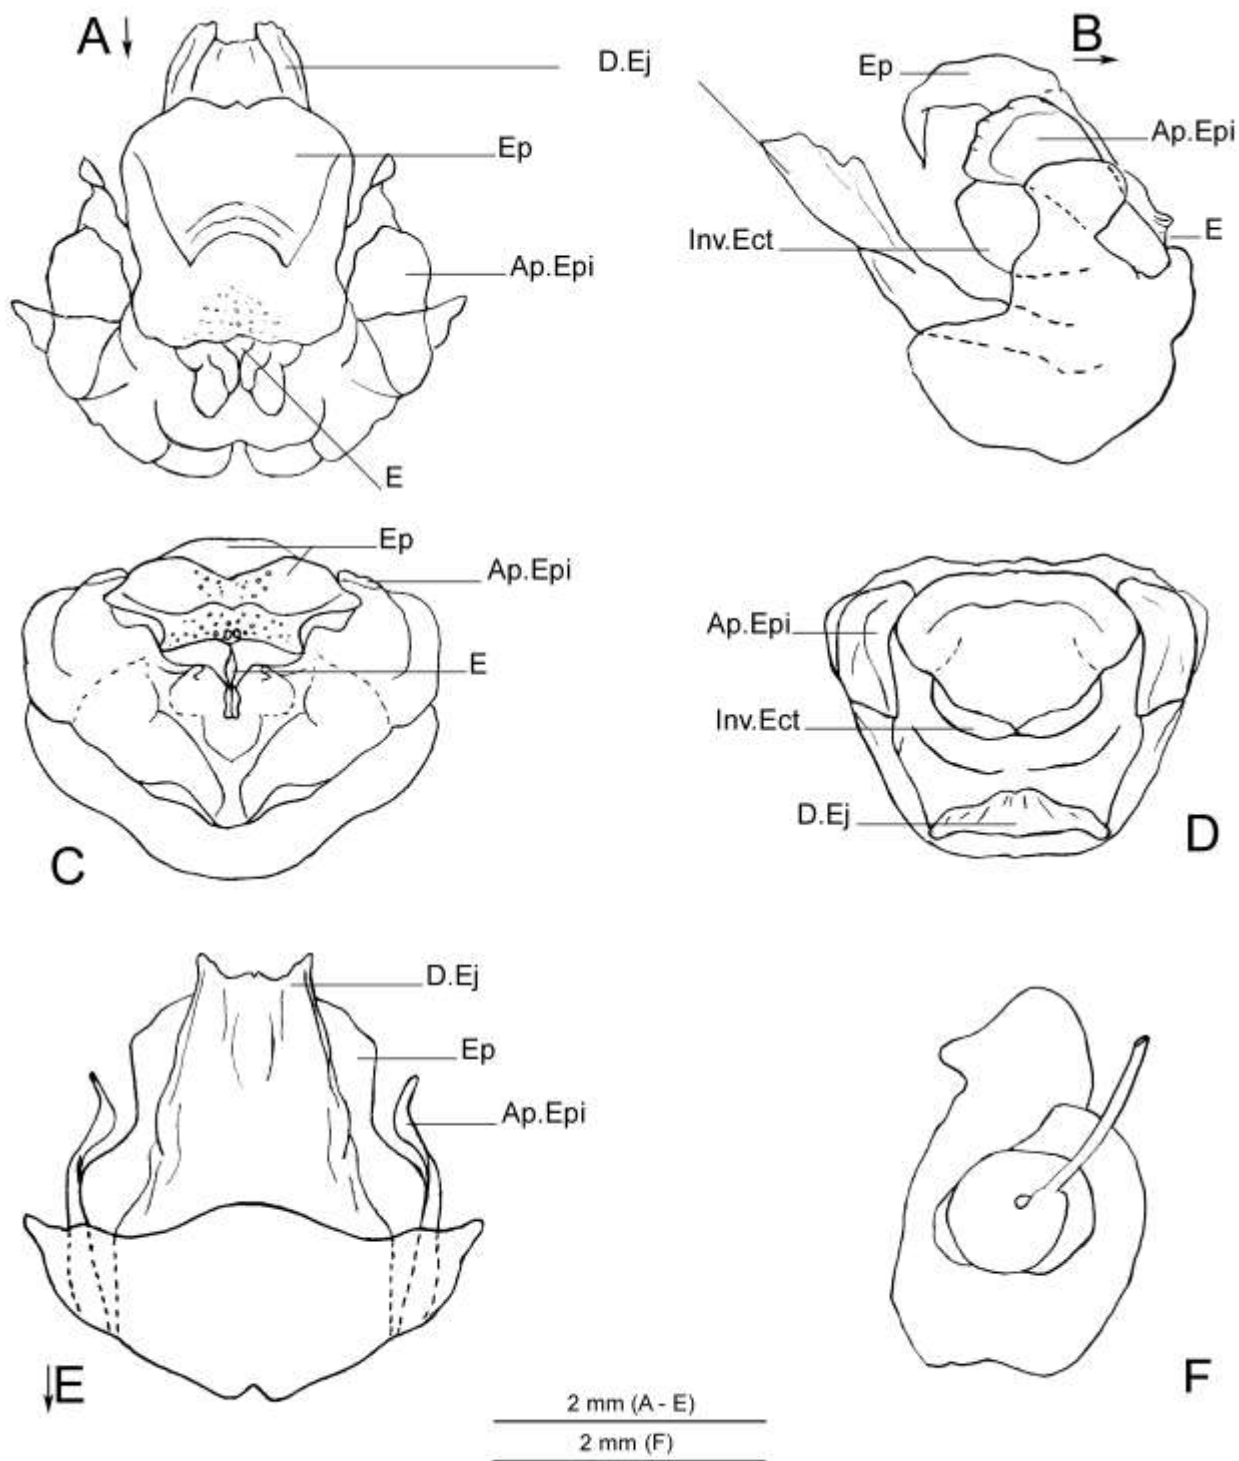 A
D.Ej
Ep
Ap.Epi
E
B
Ep
Ap.Epi
Inv.Ect
E
Ep
Ap.Epi
E
C
Ap.Epi
Inv.Ect
D.Ej
D
D.Ej
Ep
Ap.Epi
E
F
2 mm (A - E)
2 mm (F)